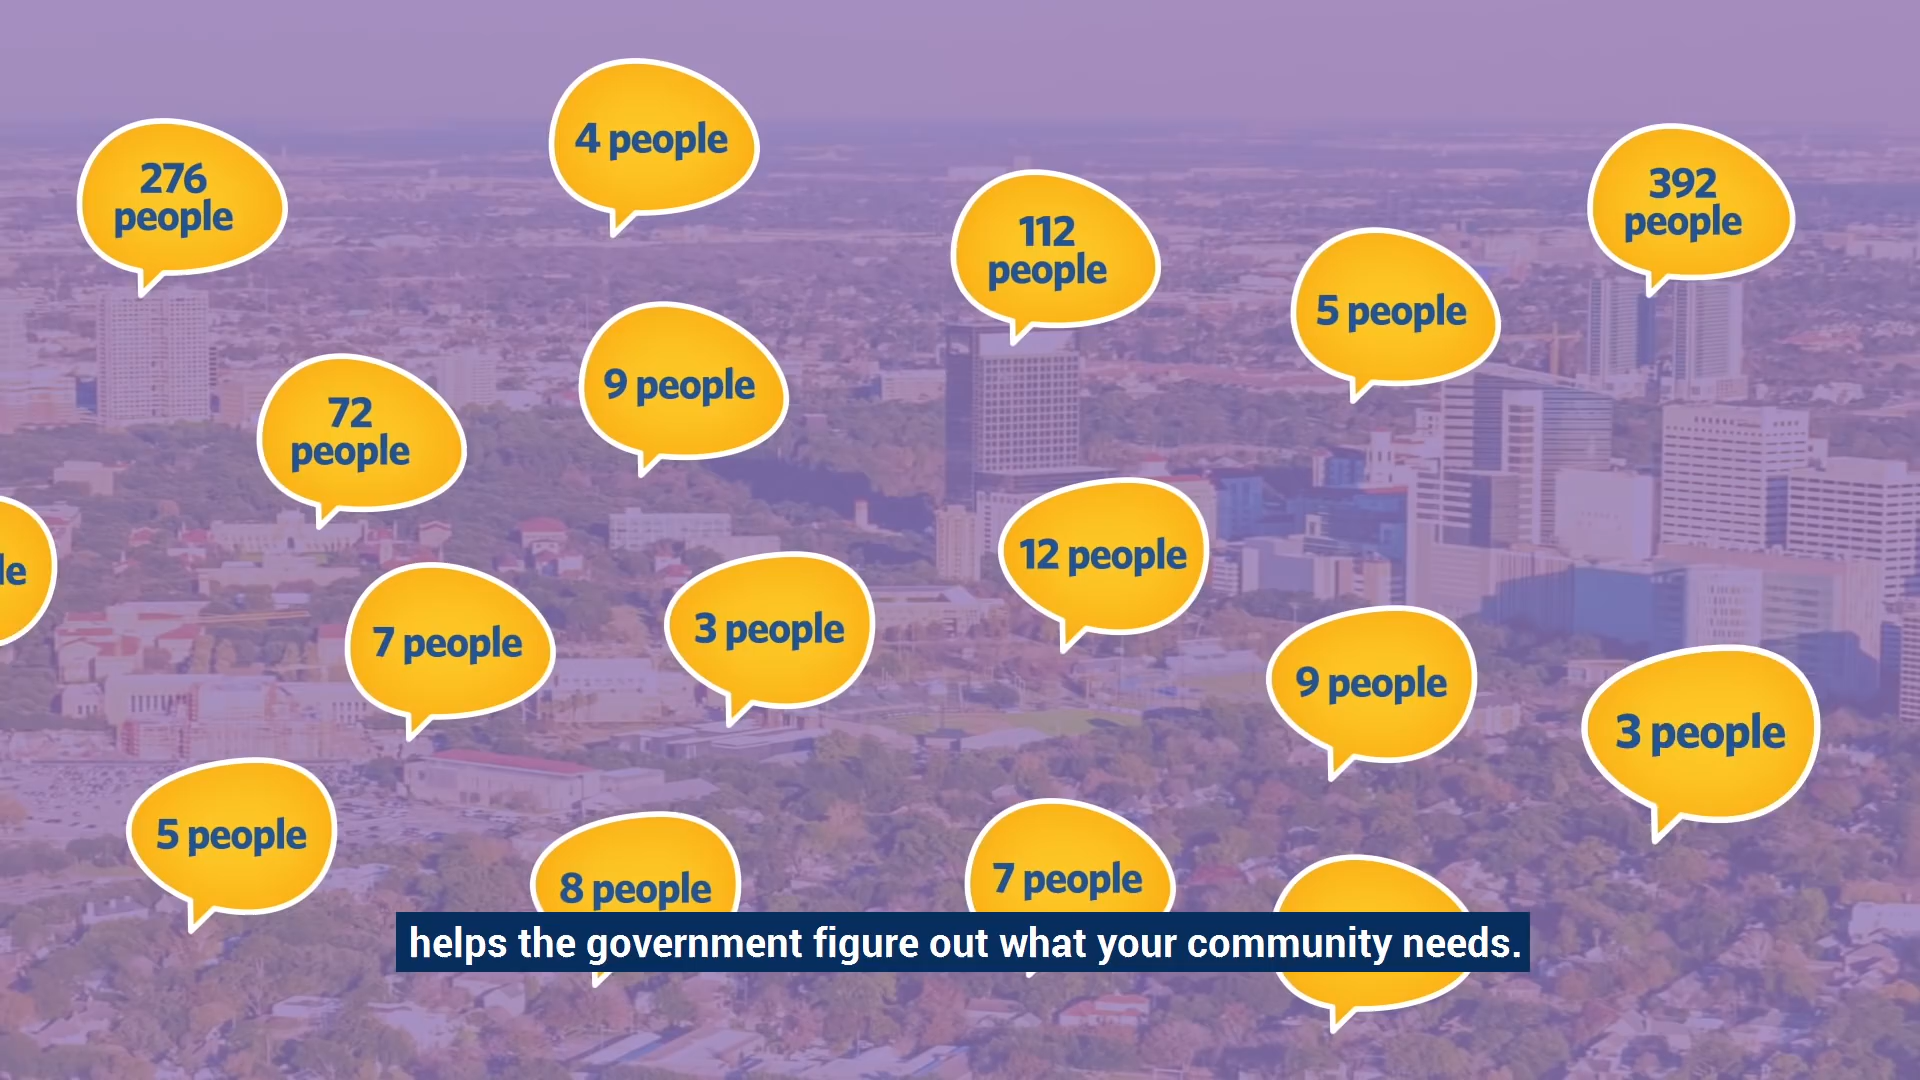 4 people
276
people
392
people
112
people
5 people
9 people
72
people
12 people
le
7 people
3 people
9 people
3 people
5 people
8 people
7 people
helps the government figure out what your community needs.